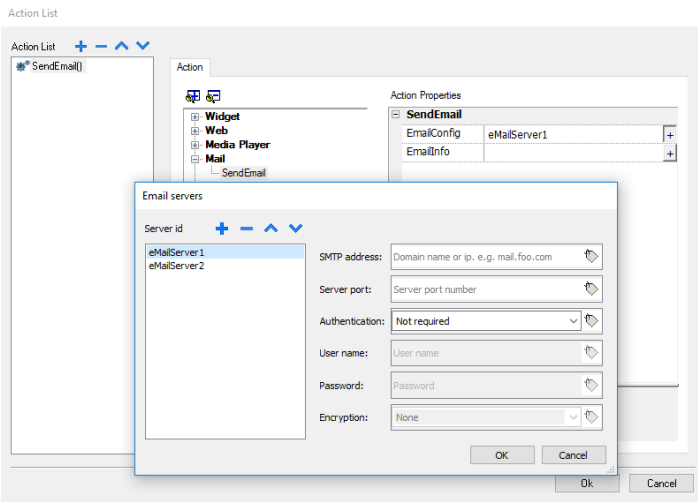 Action List
Action List
SendEmail()
Action
Action Properties
Widget
Web
Media Player
Mail
SendEmail
SendEmail
EmailConfig eMailServer1 +
EmailInfo +
Email servers
Server id
eMailServer1
eMailServer2
SMTP address: Domain name or ip. e.g. mail.foo.com
Server port: Server port number
Authentication: Not required
User name: User name
Password: Password
Encryption: None
OK Cancel
Ok Cancel